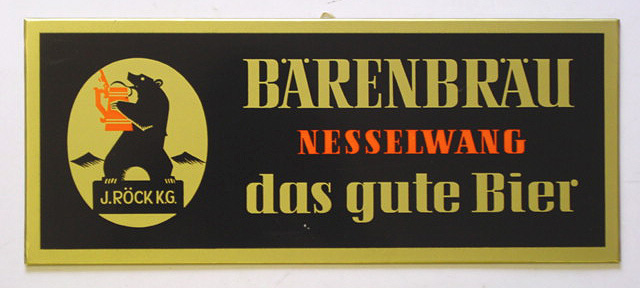 BÄRENBRÄU
NESSELWANG
das gute Bier
J. RÖCK K.G.